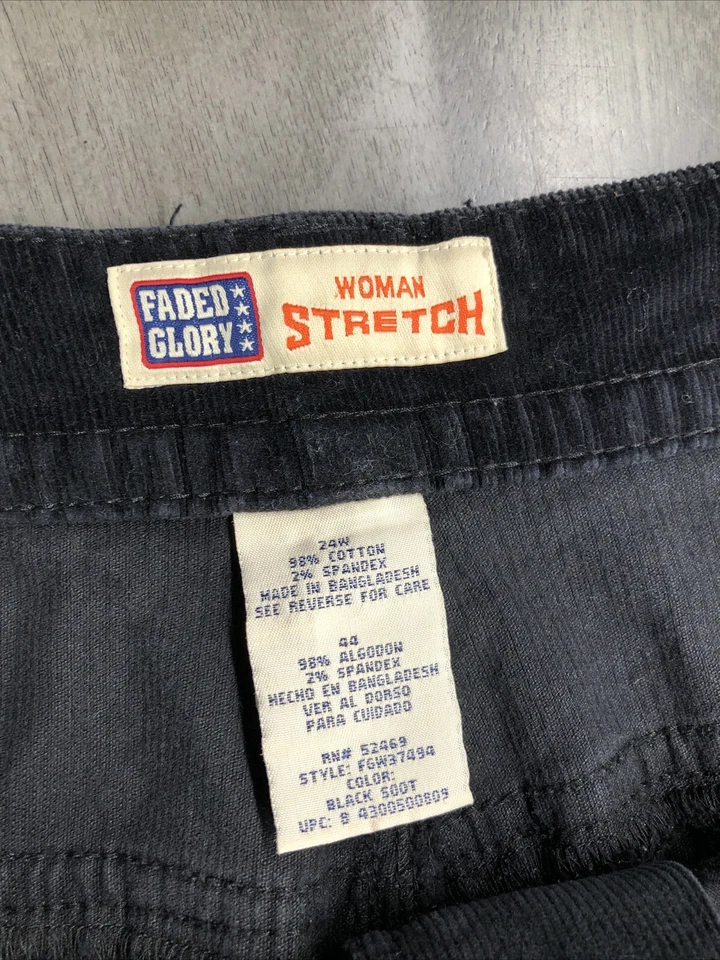 FADED
GLORY
WOMAN
STRETCH
24W
98% COTTON
2% SPANDEX
MADE IN BANGLADESH
SEE REVERSE FOR CARE
44
98% ALGODON
2% SPANDEX
HECHO EN BANGLADESH
VER AL DORSO
PARA CUIDADO
RN# 52469
STYLE: FGW37494
COLOR:
BLACK SOOT
UPC: 8 4300500809